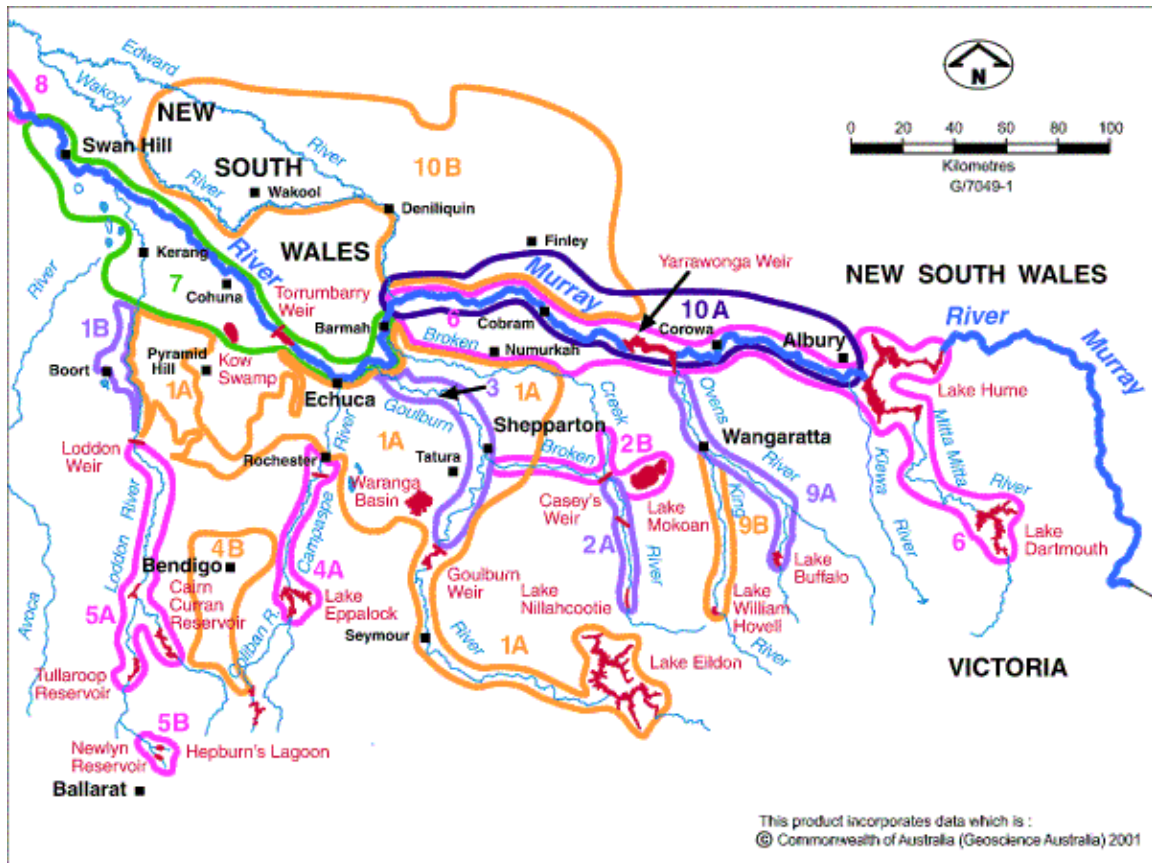 Edward
Wakool
8
NEW
N
0 20 40 60 80 100
Kilometres
G/7049-1
Swan Hill
SOUTH
River
10B
River
Wakool
Deniliquin
WALES
Finley
Kerang
River
River
7
Cohuna
Torrumbarry
Weir
Murray
Yarrawonga Weir
NEW SOUTH WALES
10A
River
Murray
6
Barmah
Cobram
Corowa
Albury
1B
Broken
Numurkah
Pyramid
Hill
Kow
Swamp
Boort
1A
Echuca
3
1A
Goulburn
Creek
Ovens
Lake Hume
Mitta Mitta
Loddon
Weir
Rochester
River
1A
Tatura
Shepparton
Broken
2B
Wangaratta
River
Kiewa
River
Waranga
Basin
Casey's
Weir
Lake
Mokoan
King
9A
9B
River
6
Lake
Dartmouth
River
Loddon
Campaspe
4B
Bendigo
4A
2A
River
Lake
Buffalo
Cairn
Curran
Reservoir
Lake
Eppalock
Goulburn
Weir
Lake
Nillahcootie
Lake
William
Hovell
Avoca
5A
Coliban R.
Seymour
River
1A
River
Lake Eildon
VICTORIA
Tullaroop
Reservoir
5B
Newlyn
Reservoir
Hepburn's Lagoon
Ballarat
This product incorporates data which is :
© Commonwealth of Australia (Geoscience Australia) 2001